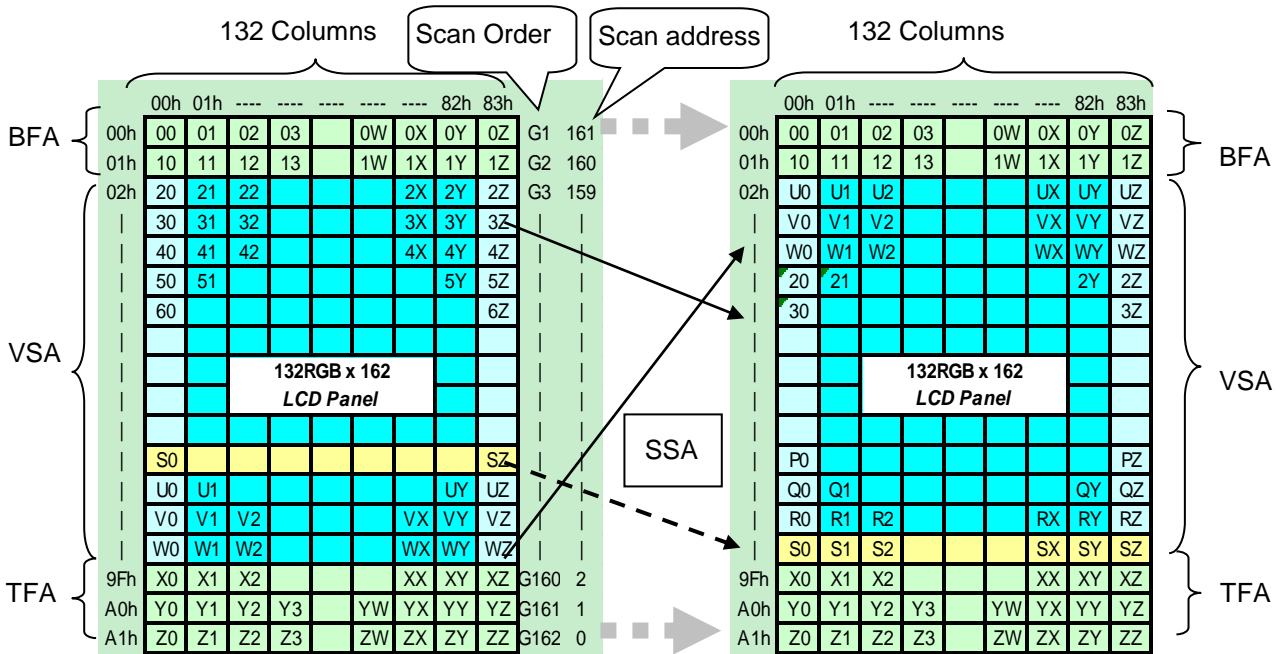 132 Columns Scan Order Scan address 132 Columns
00h 01h ---- ---- ---- ---- ---- 82h 83h 00h 01h ---- ---- ---- ---- ---- 82h 83h
BFA 00h 00 01 02 03 0W 0X 0Y 0Z G1 161 00h 00 01 02 03 0W 0X 0Y 0Z BFA
01h 10 11 12 13 1W 1X 1Y 1Z G2 160 01h 10 11 12 13 1W 1X 1Y 1Z
02h 20 21 22 2X 2Y 2Z G3 159 02h U0 U1 U2 UX UY UZ
| 30 31 32 3X 3Y 3Z | | | V0 V1 V2 VX VY VZ
| 40 41 42 4X 4Y 4Z | | | W0 W1 W2 WX WY WZ
| 50 51 5Y 5Z | | | 20 21 2Y 2Z
| 60 6Z | | | 30 3Z
VSA
132RGB x 162 132RGB x 162
LCD Panel LCD Panel
VSA
SSA
| S0 SZ | | | P0 PZ
| U0 U1 UY UZ | | | Q0 Q1 QY QZ
| V0 V1 V2 VX VY VZ | | | R0 R1 R2 RX RY RZ
| W0 W1 W2 WX WY WZ | | | S0 S1 S2 SX SY SZ
TFA 9Fh X0 X1 X2 XX XY XZ G160 2 9Fh X0 X1 X2 XX XY XZ TFA
A0h Y0 Y1 Y2 Y3 YW YX YY YZ G161 1 A0h Y0 Y1 Y2 Y3 YW YX YY YZ
A1h Z0 Z1 Z2 Z3 ZW ZX ZY ZZ G162 0 A1h Z0 Z1 Z2 Z3 ZW ZX ZY ZZ